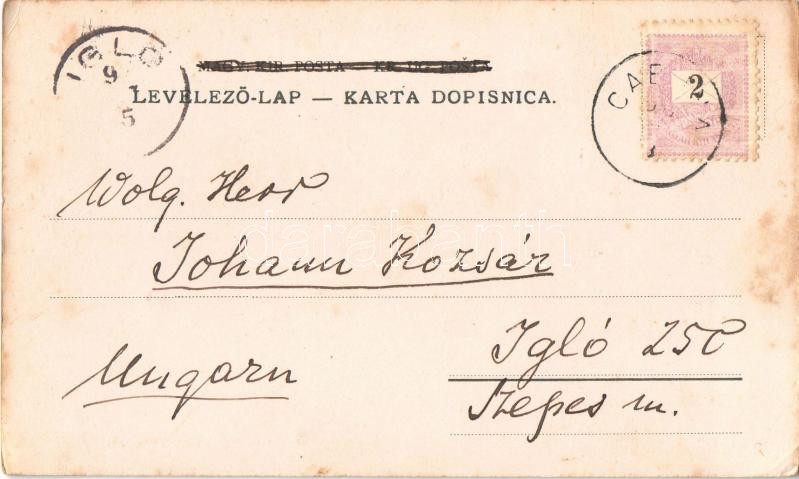 IGLÓ
9
5
MAGY. KIR. POSTA – KR. UG. POŠTA
LEVELEZŐ-LAP — KARTA DOPISNICA.
2
Wolg. Herr
Johann Kozsár
Igló 250
Ungarn
Szepes m.
darabanth